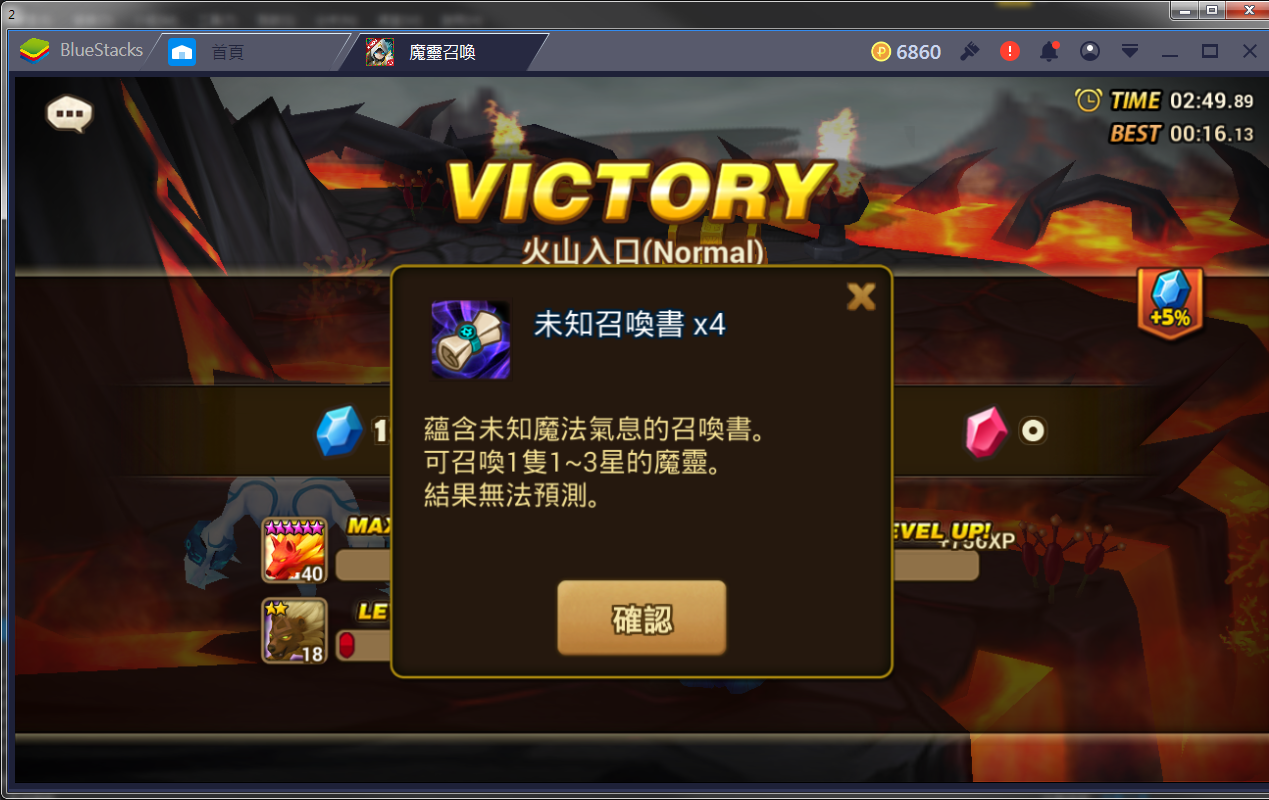 2
BlueStacks
首頁
魔靈召喚
6860
TIME 02:49.89
BEST 00:16.13
VICTORY
火山入口(Normal)
+5%
未知召喚書 x4
蘊含未知魔法氣息的召喚書。
可召喚1隻1~3星的魔靈。
結果無法預測。
1
0
MAX
40
EVEL UP!
XP
LE
18
確認